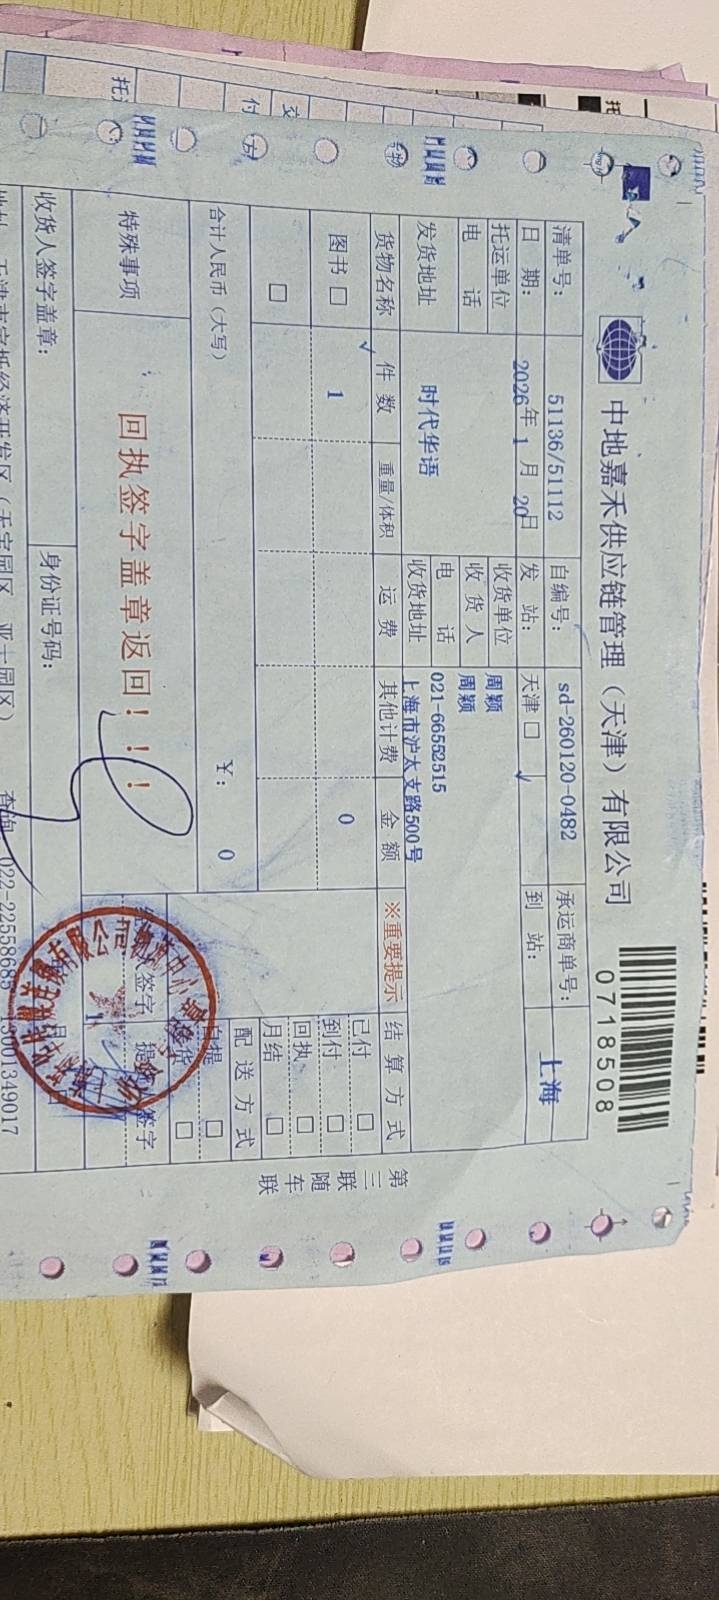 中地嘉禾供应链管理（天津）有限公司
0718508
清单号： 51136/51112 自编号： sd-260120-0482 承运商单号：
日 期： 2026年 1 月 20日 发 站： 天津 □ 到 站： 上海
托运单位 收货单位 周颖
电 话 收 货 人 周颖
时代华语 电 话 021-66552515
发货地址 收货地址 上海市沪太支路500号
货物名称 件 数 重量/体积 运 费 其他计费 金 额 ※重要提示 结 算 方 式
图书 □ 1 0 已付 □
到付 □
□ 回执 □
月结 □
合计人民币（大写） ￥： 0 配 送 方 式
自提 □
□
特殊事项 回执签字盖章返回！！！
收货人签字盖章： 身份证号码：
022-22558685 13001349017
第三联 随车联